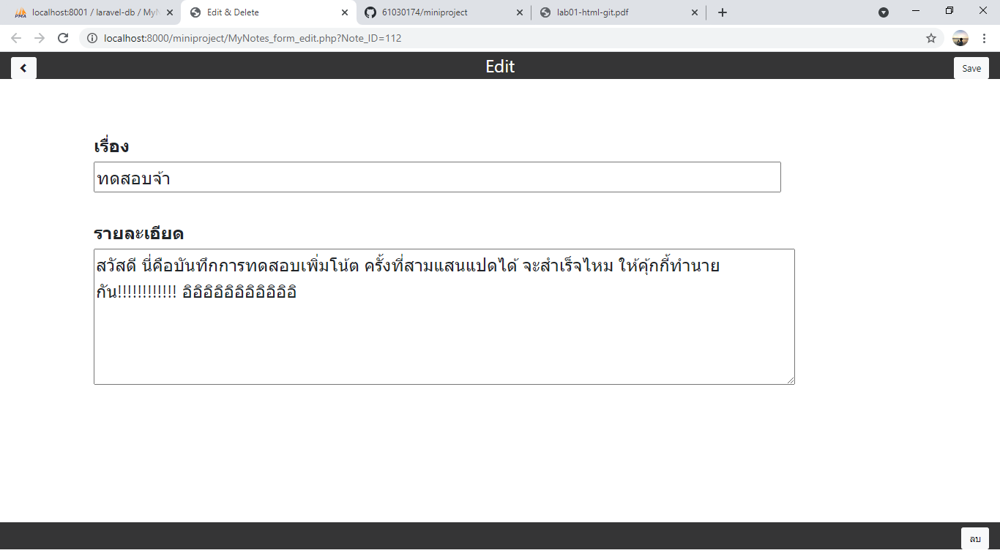 localhost:8001 / laravel-db / MyN
Edit & Delete
61030174/miniproject
lab01-html-git.pdf
localhost:8000/miniproject/MyNotes_form_edit.php?Note_ID=112
Edit
Save
เรื่อง
ทดสอบจ้า
รายละเอียด
สวัสดี นี่คือบันทึกการทดสอบเพิ่มโน้ต ครั้งที่สามแสนแปดได้ จะสำเร็จไหม ให้คุ้กกี้ทำนาย
กัน!!!!!!!!!!!! อิอิอิอิอิอิอิอิอิอิอิ
ลบ